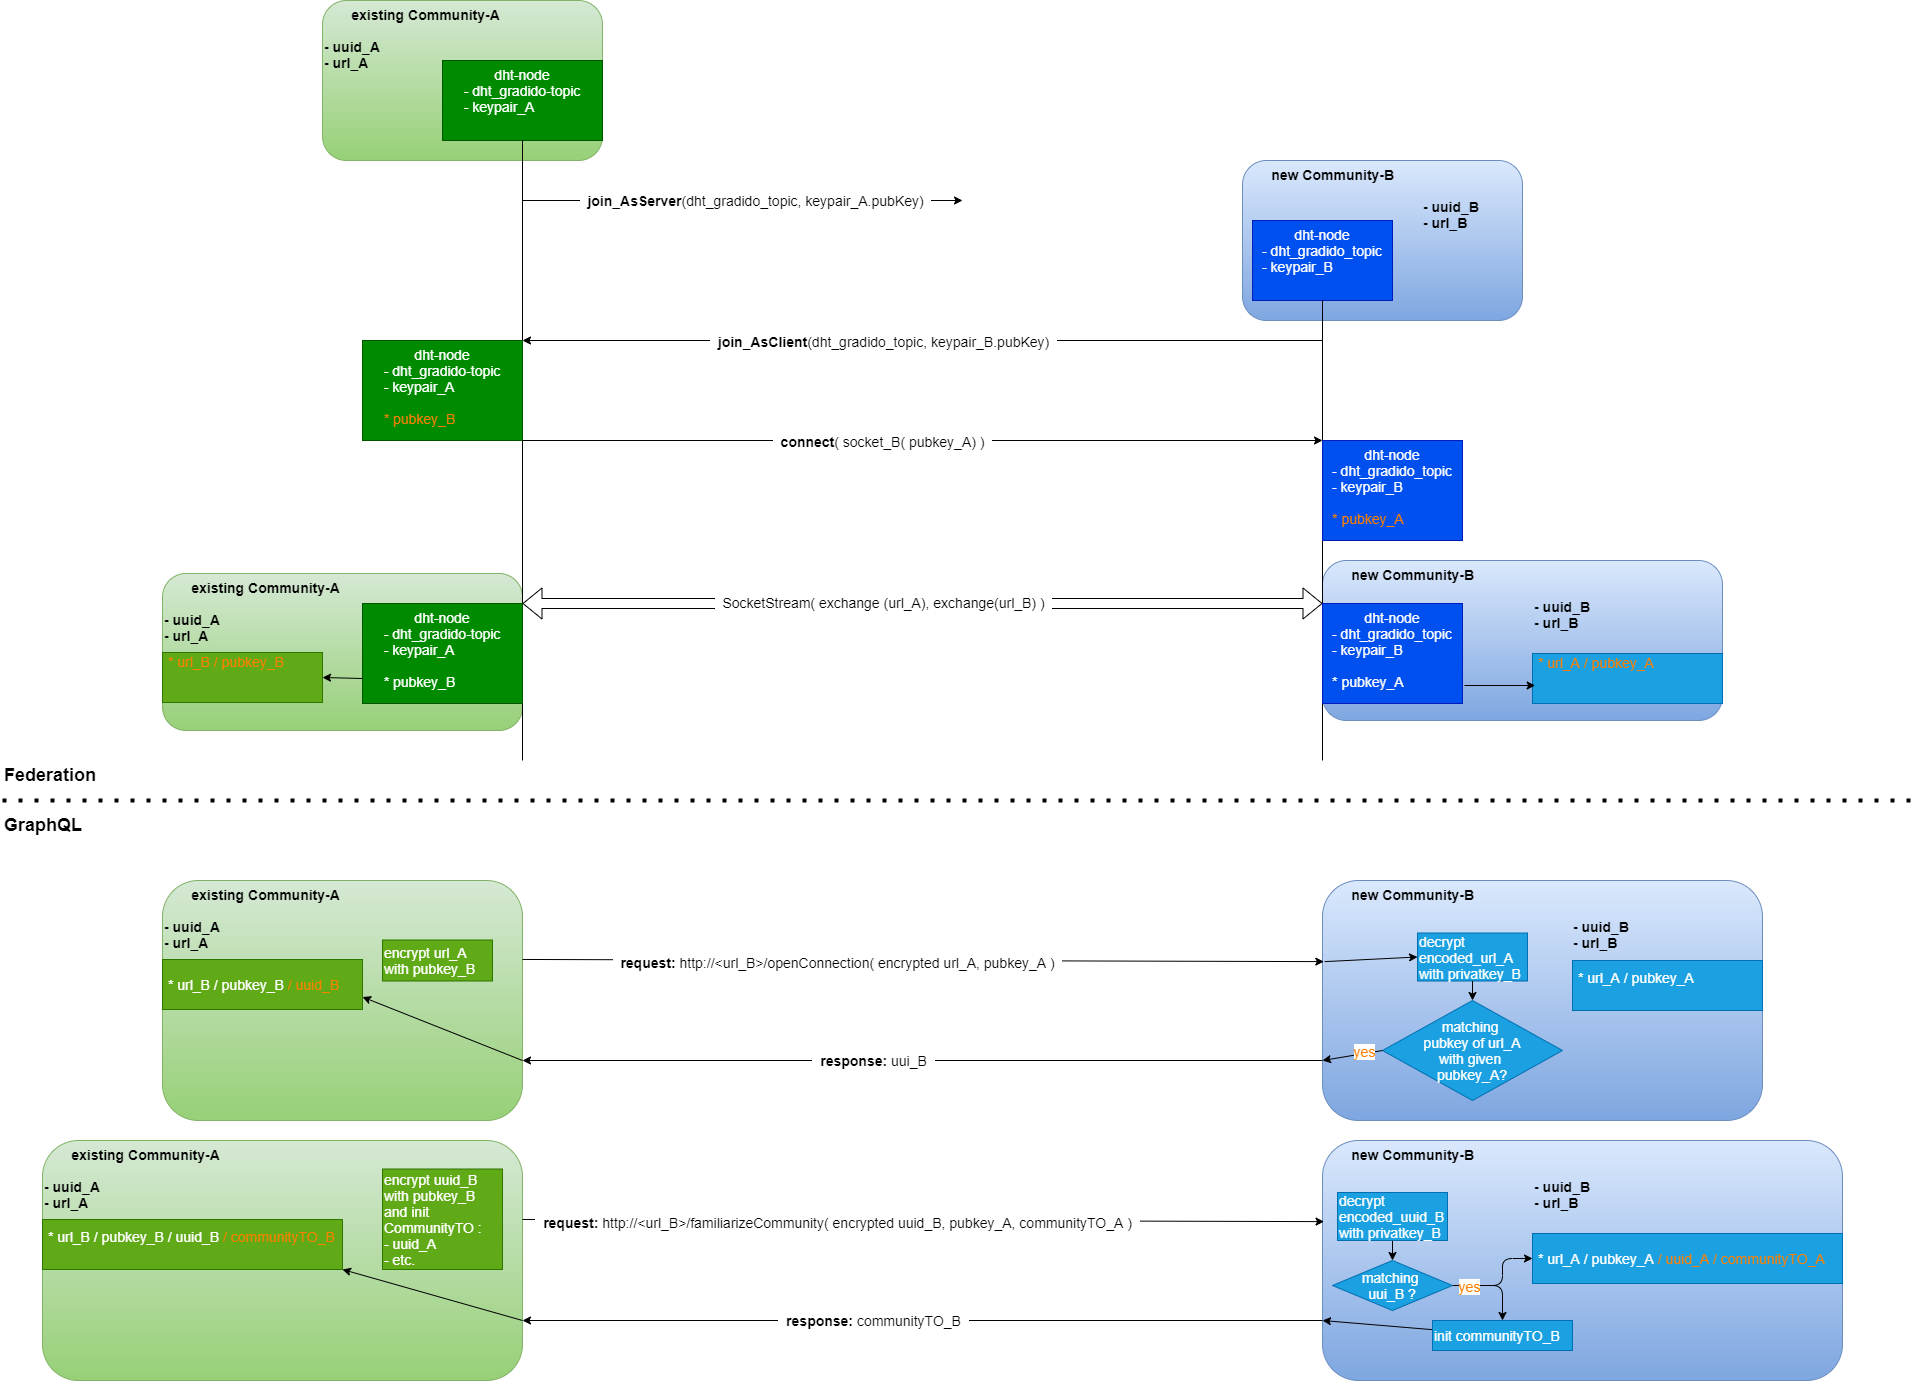 existing Community-A
- uuid_A
- url_A
dht-node
- dht_gradido-topic
- keypair_A
join_AsServer(dht_gradido_topic, keypair_A.pubKey)
new Community-B
- uuid_B
- url_B
dht-node
- dht_gradido_topic
- keypair_B
join_AsClient(dht_gradido_topic, keypair_B.pubKey)
dht-node
- dht_gradido-topic
- keypair_A
* pubkey_B
connect( socket_B( pubkey_A) )
dht-node
- dht_gradido_topic
- keypair_B
* pubkey_A
existing Community-A
- uuid_A
- url_A
* url_B / pubkey_B
dht-node
- dht_gradido-topic
- keypair_A
* pubkey_B
SocketStream( exchange (url_A), exchange(url_B) )
new Community-B
dht-node
- dht_gradido_topic
- keypair_B
* pubkey_A
- uuid_B
- url_B
* url_A / pubkey_A
Federation
GraphQL
existing Community-A
- uuid_A
- url_A
* url_B / pubkey_B / uuid_B
encrypt url_A
with pubkey_B
request: http://<url_B>/openConnection( encrypted url_A, pubkey_A )
new Community-B
decrypt
encoded_url_A
with privatkey_B
- uuid_B
- url_B
* url_A / pubkey_A
matching
pubkey of url_A
with given
pubkey_A?
yes
response: uui_B
existing Community-A
- uuid_A
- url_A
* url_B / pubkey_B / uuid_B / communityTO_B
encrypt uuid_B
with pubkey_B
and init
CommunityTO :
- uuid_A
- etc.
request: http://<url_B>/familiarizeCommunity( encrypted uuid_B, pubkey_A, communityTO_A )
new Community-B
decrypt
encoded_uuid_B
with privatkey_B
- uuid_B
- url_B
* url_A / pubkey_A / uuid_A / communityTO_A
matching
uui_B ?
yes
init communityTO_B
response: communityTO_B